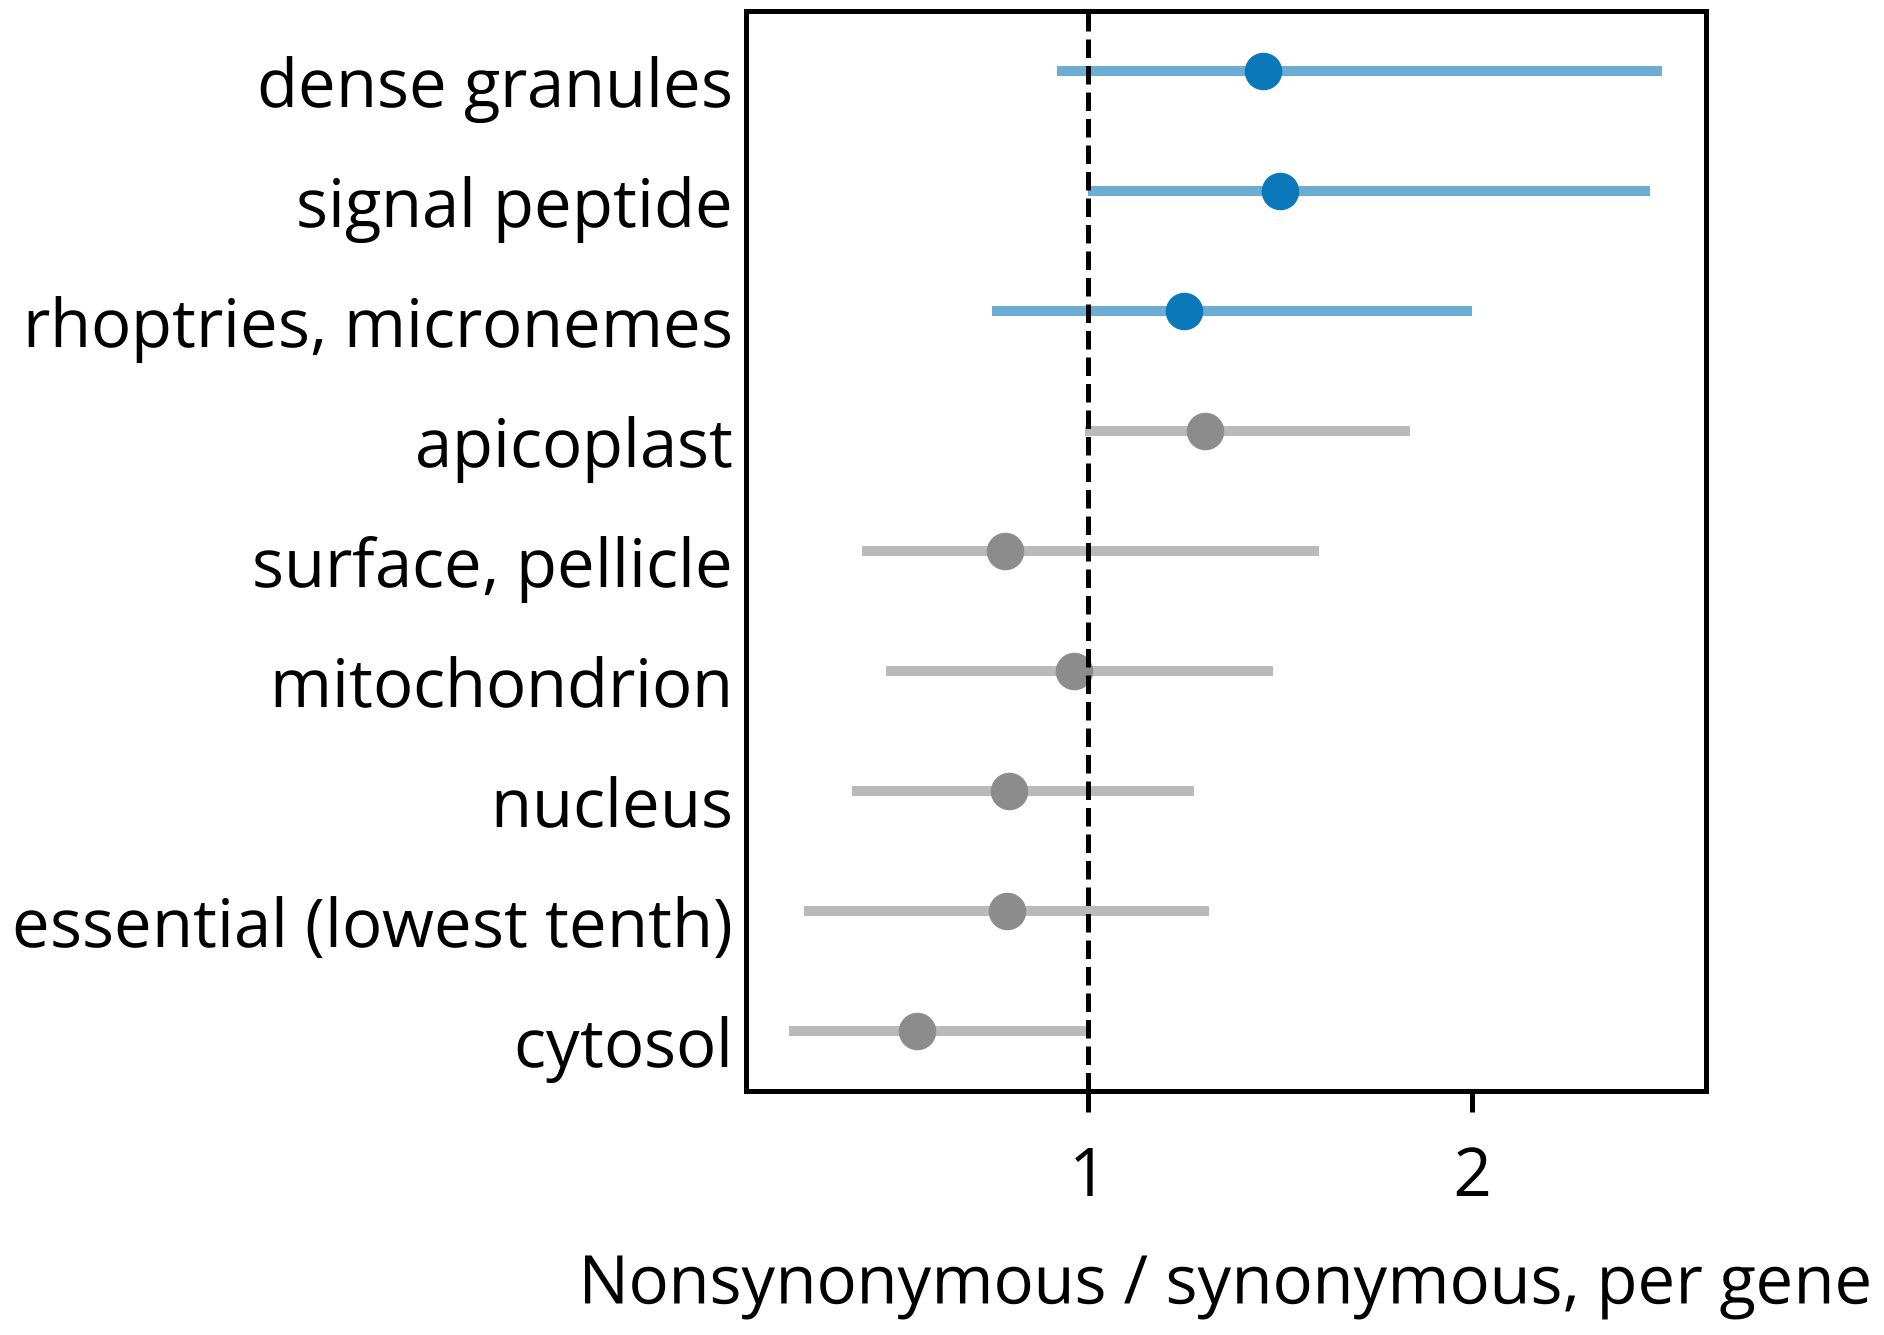 dense granules
signal peptide
rhoptries, micronemes
apicoplast
surface, pellicle
mitochondrion
nucleus
essential (lowest tenth)
cytosol
1 2
Nonsynonymous / synonymous, per gene